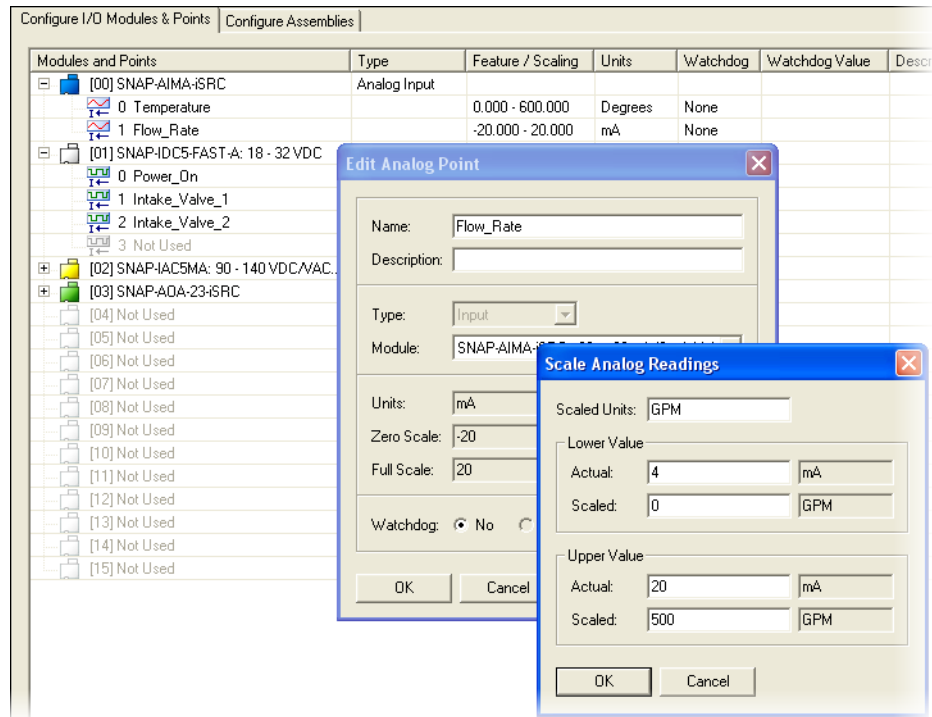 Configure I/O Modules & Points Configure Assemblies
Modules and Points Type Feature / Scaling Units Watchdog Watchdog Value Descr
[00] SNAP-AIMA-iSRC Analog Input
0 Temperature 0.000 - 600.000 Degrees None
1 Flow_Rate -20.000 - 20.000 mA None
[01] SNAP-IDC5-FAST-A: 18 - 32 VDC
0 Power_On
1 Intake_Valve_1
2 Intake_Valve_2
3 Not Used
[02] SNAP-IAC5MA: 90 - 140 VDC/VAC...
[03] SNAP-AOA-23-iSRC
[04] Not Used
[05] Not Used
[06] Not Used
[07] Not Used
[08] Not Used
[09] Not Used
[10] Not Used
[11] Not Used
[12] Not Used
[13] Not Used
[14] Not Used
[15] Not Used
Edit Analog Point
Name: Flow_Rate
Description:
Type: Input
Module: SNAP-AIMA-iSRC
Units: mA
Zero Scale: -20
Full Scale: 20
Watchdog: No
OK Cancel
Scale Analog Readings
Scaled Units: GPM
Lower Value
Actual: 4 mA
Scaled: 0 GPM
Upper Value
Actual: 20 mA
Scaled: 500 GPM
OK Cancel